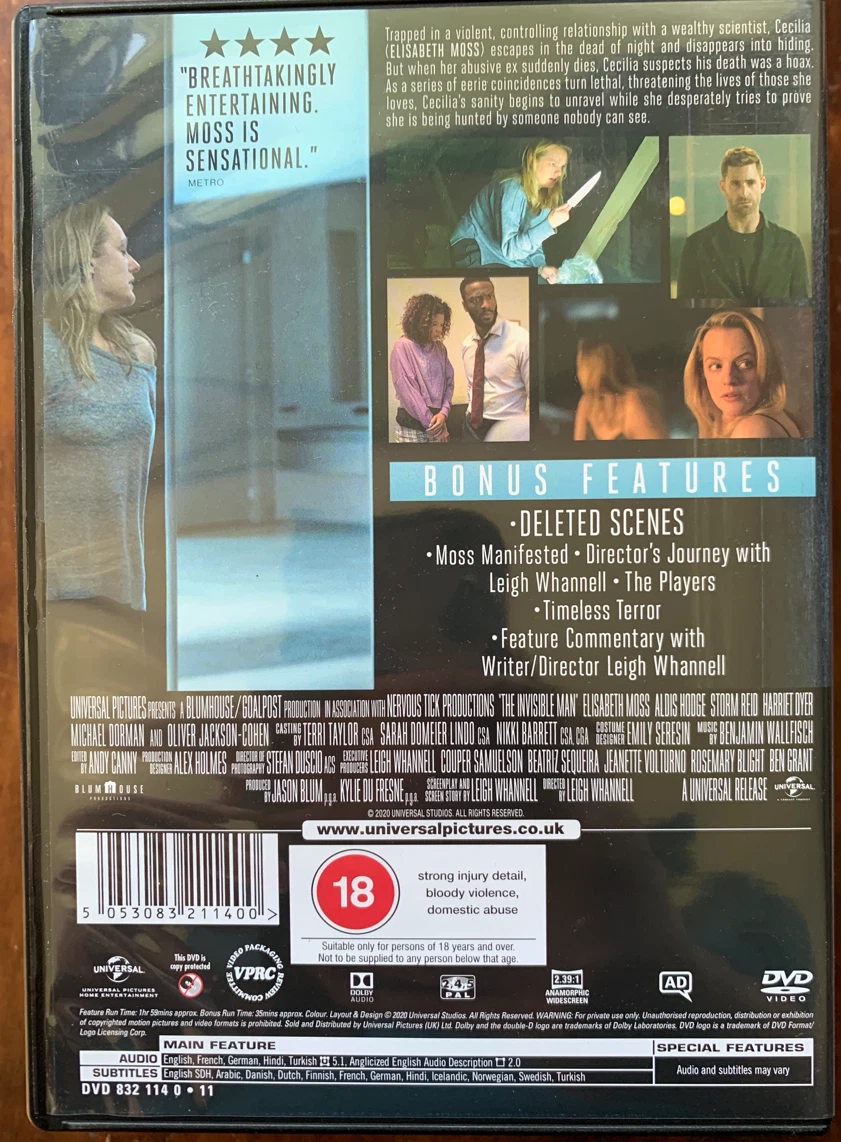 "BREATHTAKINGLY
ENTERTAINING.
MOSS IS
SENSATIONAL."
METRO
Trapped in a violent, controlling relationship with a wealthy scientist, Cecilia
(ELISABETH MOSS) escapes in the dead of night and disappears into hiding.
But when her abusive ex suddenly dies, Cecilia suspects his death was a hoax.
As a series of eerie coincidences turn lethal, threatening the lives of those she
loves, Cecilia's sanity begins to unravel while she desperately tries to prove
she is being hunted by someone nobody can see.
BONUS FEATURES
•DELETED SCENES
•Moss Manifested • Director's Journey with
Leigh Whannell • The Players
•Timeless Terror
•Feature Commentary with
Writer/Director Leigh Whannell
UNIVERSAL PICTURES PRESENTS A BLUMHOUSE/GOALPOST PRODUCTION IN ASSOCIATION WITH NERVOUS TICK PRODUCTIONS 'THE INVISIBLE MAN' ELISABETH MOSS ALDIS HODGE STORM REID HARRIET DYER
MICHAEL DORMAN AND OLIVER JACKSON-COHEN CASTING BY TERRI TAYLOR CSA SARAH DOMEIER LINDO CSA NIKKI BARRETT CSA, CGA COSTUME DESIGNER EMILY SERESIN MUSIC BY BENJAMIN WALLFISCH
EDITED BY ANDY CANNY PRODUCTION DESIGNER ALEX HOLMES DIRECTOR OF PHOTOGRAPHY STEFAN DUSCIO ACS EXECUTIVE PRODUCERS LEIGH WHANNELL COUPER SAMUELSON BEATRIZ SEQUEIRA JEANETTE VOLTURNO ROSEMARY BLIGHT BEN GRANT
BLUMHOUSE PRODUCTIONS PRODUCED BY JASON BLUM, p.g.a. KYLIE DU FRESNE, p.g.a. SCREENPLAY AND SCREEN STORY BY LEIGH WHANNELL DIRECTED BY LEIGH WHANNELL A UNIVERSAL RELEASE UNIVERSAL
© 2020 UNIVERSAL STUDIOS. ALL RIGHTS RESERVED.
www.universalpictures.co.uk
5 053083 211400 >
18
strong injury detail,
bloody violence,
domestic abuse
Suitable only for persons of 18 years and over.
Not to be supplied to any person below that age.
UNIVERSAL
UNIVERSAL PICTURES
HOME ENTERTAINMENT
This DVD is
copy protected
VIDEO PACKAGING REVIEW COMMITTEE
VPRC
DOLBY
AUDIO
PAL
2.39:1
ANAMORPHIC
WIDESCREEN
AD
DVD
VIDEO
Feature Run Time: 1hr 59mins approx. Bonus Run Time: 35mins approx. Colour. Layout & Design © 2020 Universal Studios. All Rights Reserved. WARNING: For private use only. Unauthorised reproduction, distribution or exhibition
of copyrighted motion pictures and video formats is prohibited. Sold and Distributed by Universal Pictures (UK) Ltd. Dolby and the double-D logo are trademarks of Dolby Laboratories. DVD logo is a trademark of DVD Format/
Logo Licensing Corp.
MAIN FEATURE
SPECIAL FEATURES
AUDIO English, French, German, Hindi, Turkish 5.1, Anglicized English Audio Description 2.0
SUBTITLES English SDH, Arabic, Danish, Dutch, Finnish, French, German, Hindi, Icelandic, Norwegian, Swedish, Turkish
Audio and subtitles may vary
DVD 832 114 0 • 11